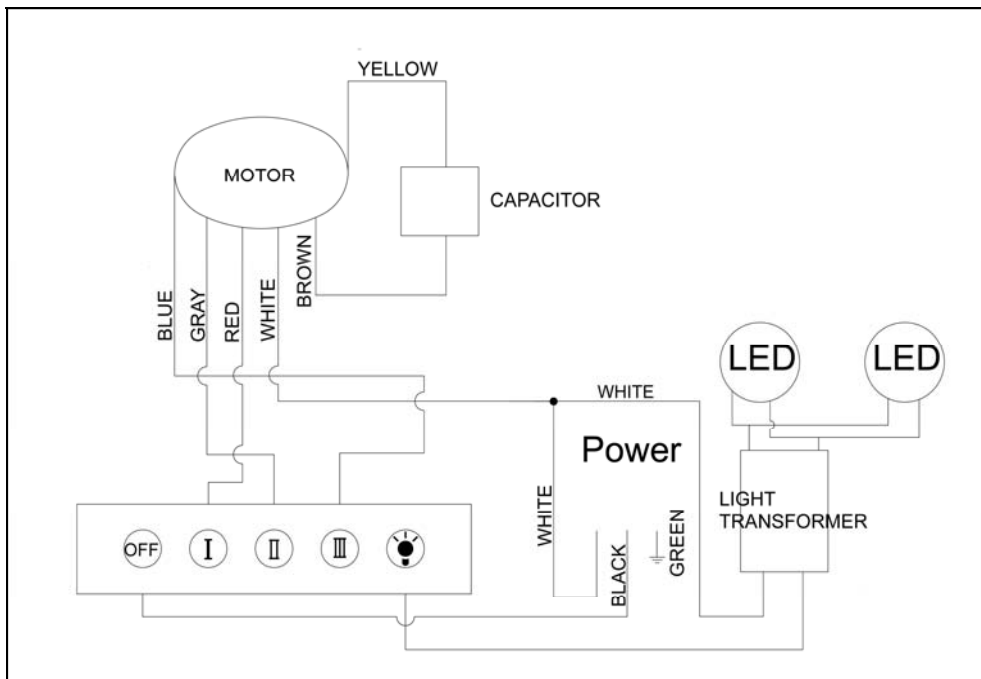 YELLOW
MOTOR
CAPACITOR
BLUE
GRAY
RED
WHITE
BROWN
LED
LED
WHITE
Power
WHITE
BLACK
GREEN
LIGHT
TRANSFORMER
OFF
I
II
III